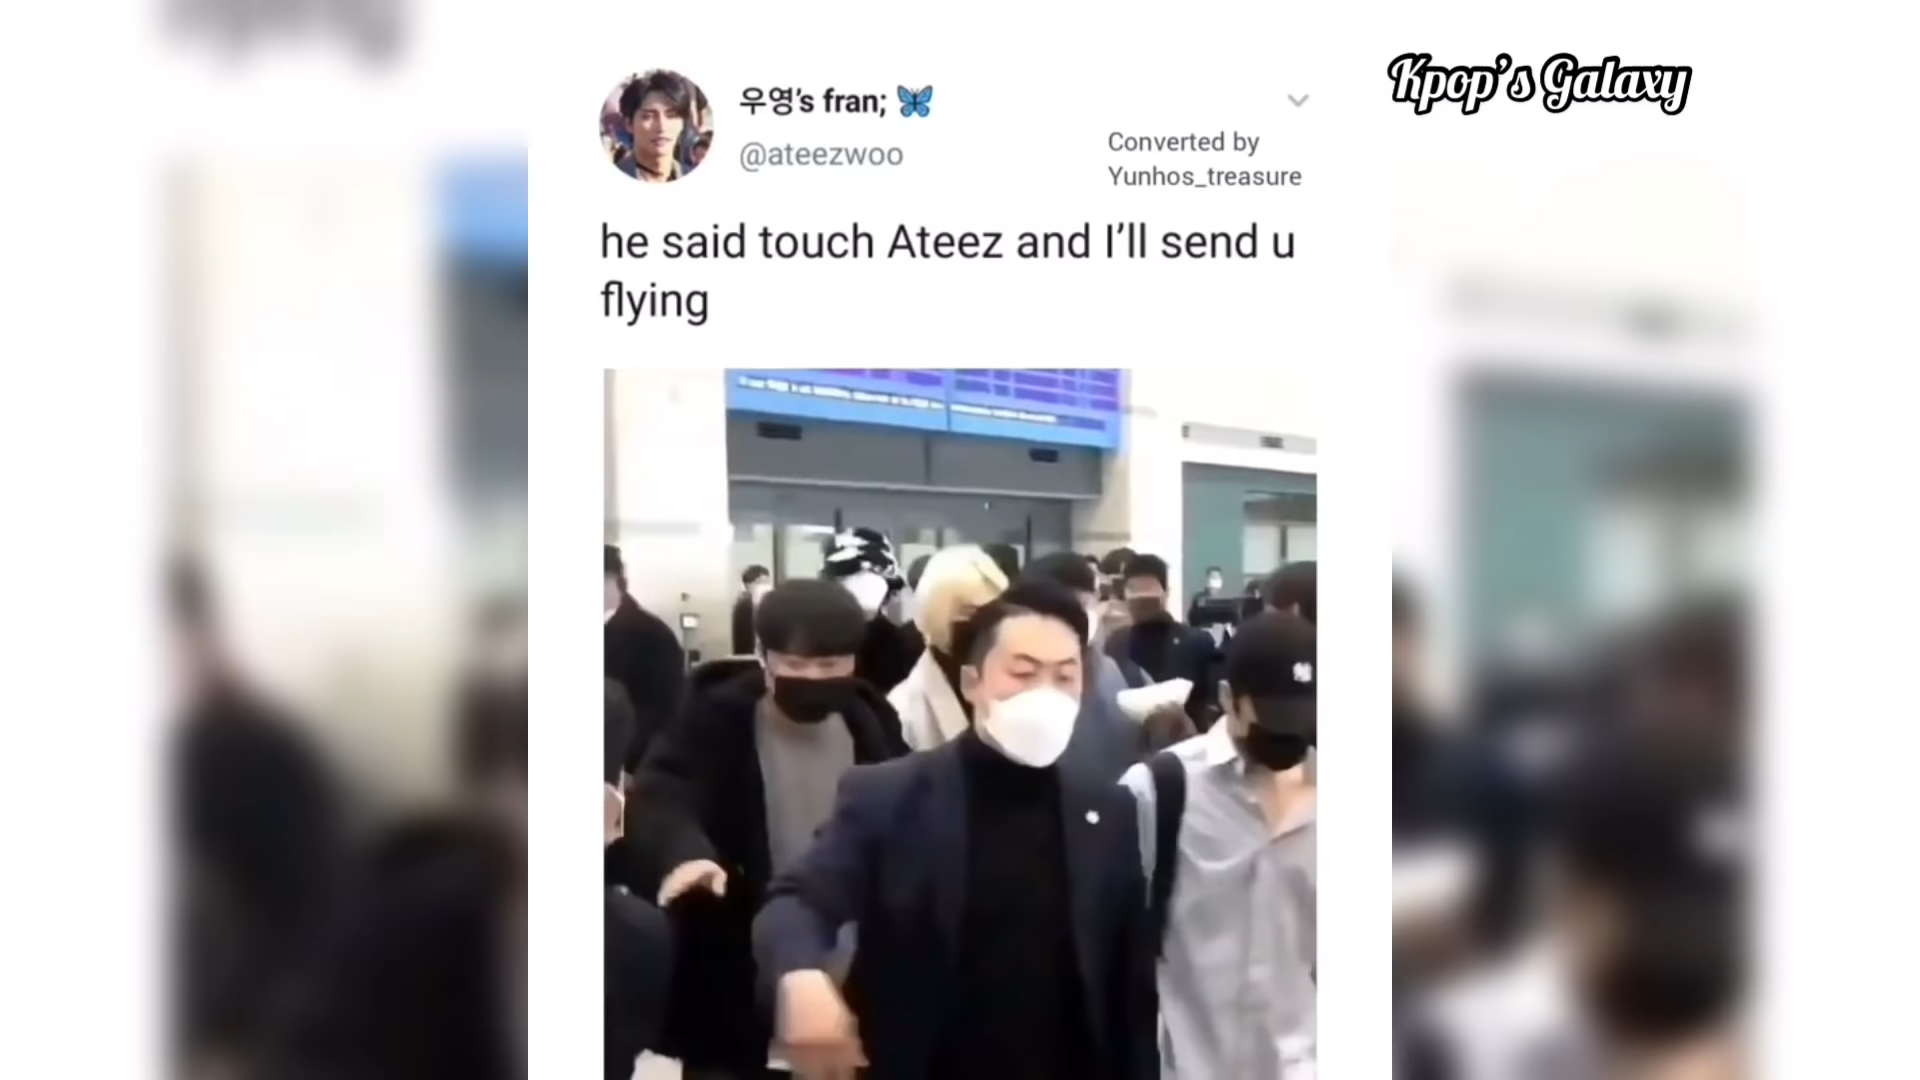 Kpop's Galaxy
우영's fran; 🦋
@ateezwoo
Converted by
Yunhos_treasure
he said touch Ateez and I'll send u
flying